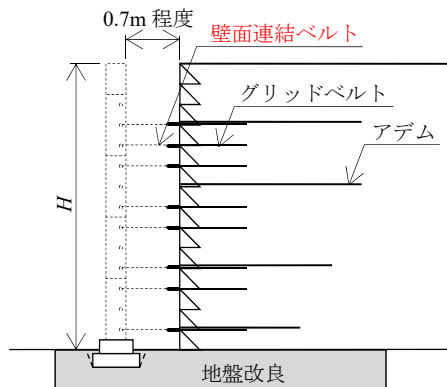 0.7m 程度
壁面連結ベルト
グリッドベルト
アデム
H
地盤改良